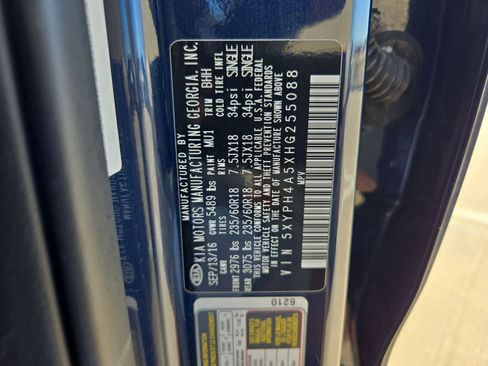 MANUFACTURED BY
KIA KIA MOTORS MANUFACTURING GEORGIA, INC.
SEP/13/16 PAINT MU1 TRIM BHH
GVWR 5489 lbs
GAWR TIRES RIMS COLD TIRE INFL
FRONT 2976 lbs 235/60R18 7.5JX18 34psi SINGLE
REAR 3075 lbs 235/60R18 7.5JX18 34psi SINGLE
THIS VEHICLE CONFORMS TO ALL APPLICABLE U.S.A. FEDERAL
MOTOR VEHICLE SAFETY AND THEFT PREVENTION STANDARDS
IN EFFECT ON THE DATE OF MANUFACTURE SHOWN ABOVE.
VIN 5XYPH4A5XHG255088
MPV
6210